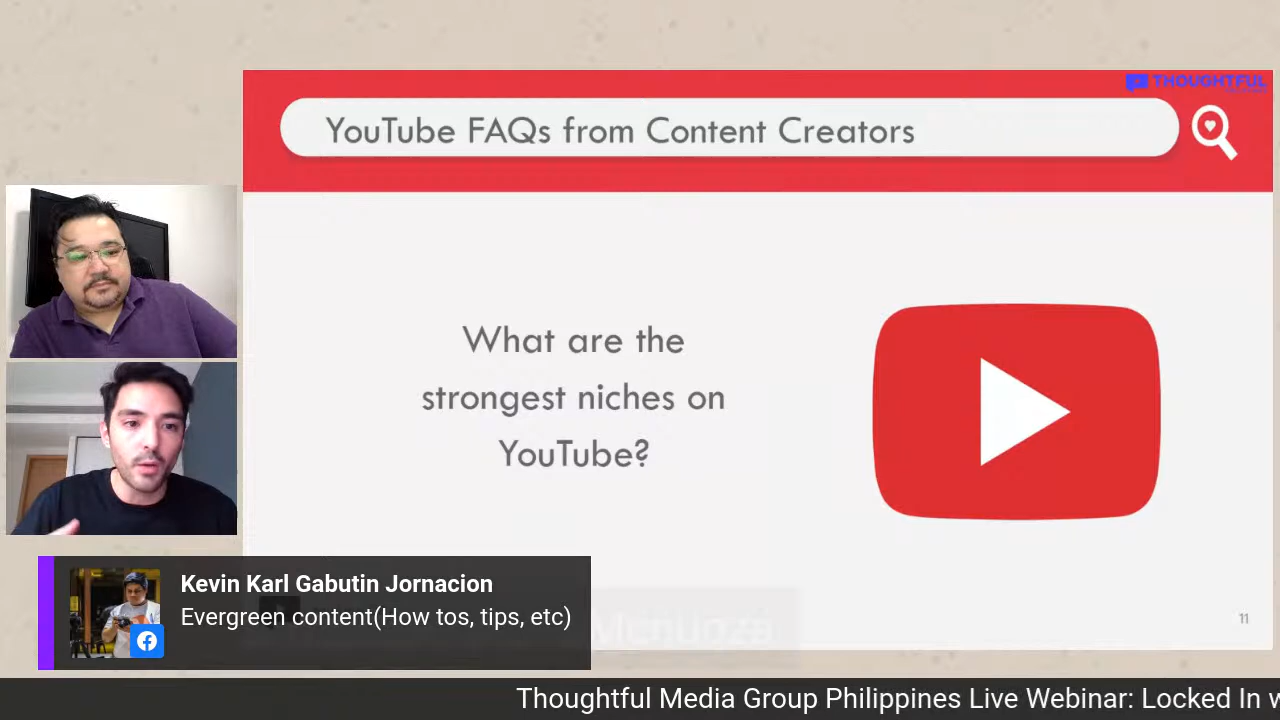 THOUGHTFUL
YouTube FAQs from Content Creators
What are the
strongest niches on
YouTube?
Kevin Karl Gabutin Jornacion
Evergreen content(How tos, tips, etc)
11
Thoughtful Media Group Philippines Live Webinar: Locked In